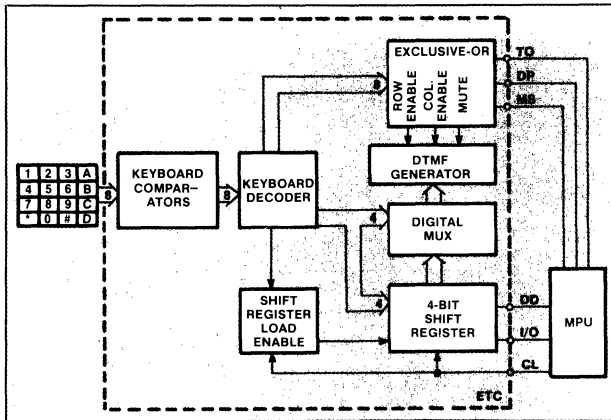 EXCLUSIVE-OR
ROW ENABLE
COL. ENABLE
MUTE
8
TO
DP
MS
1 2 3 A
4 5 6 B
7 8 9 C
* 0 # D
8
KEYBOARD
COMPAR-
ATORS
8
KEYBOARD
DECODER
DTMF
GENERATOR
4
DIGITAL
MUX
SHIFT
REGISTER
LOAD
ENABLE
4
4-BIT
SHIFT
REGISTER
DD
I/O
CL
MPU
ETC